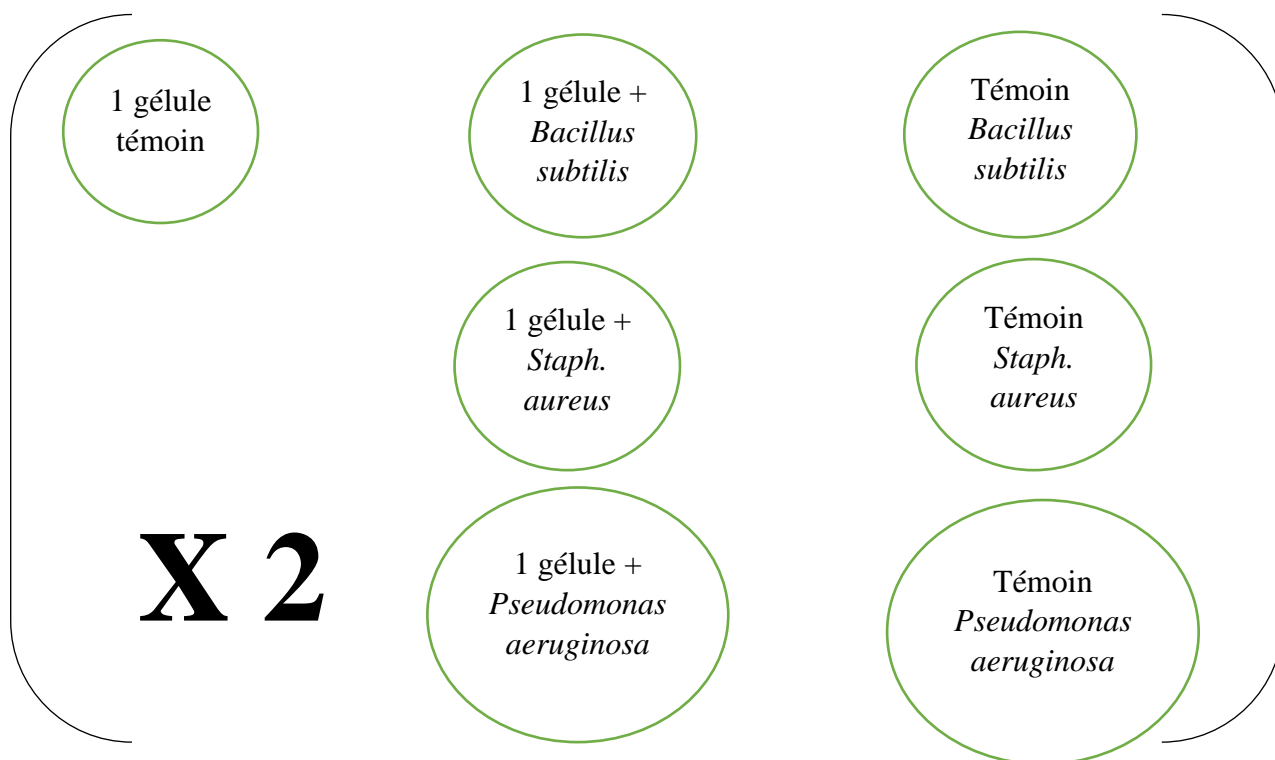 1 gélule
témoin
1 gélule +
Bacillus
subtilis
Témoin
Bacillus
subtilis
1 gélule +
Staph.
aureus
Témoin
Staph.
aureus
X 2
1 gélule +
Pseudomonas
aeruginosa
Témoin
Pseudomonas
aeruginosa